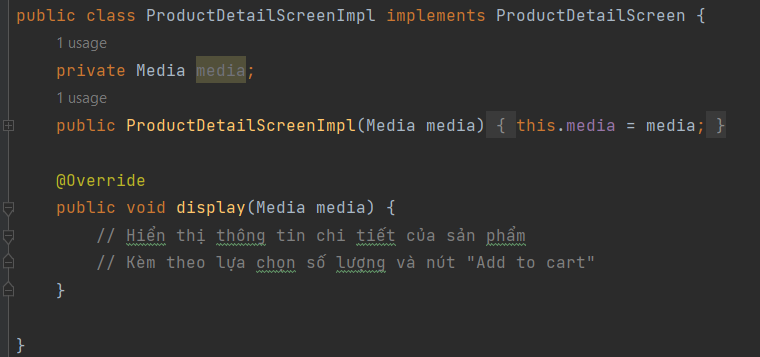 public class ProductDetailScreenImpl implements ProductDetailScreen {
1 usage
private Media media;
1 usage
public ProductDetailScreenImpl(Media media) { this.media = media; }
@Override
public void display(Media media) {
// Hiển thị thông tin chi tiết của sản phẩm
// Kèm theo lựa chọn số lượng và nút "Add to cart"
}
}